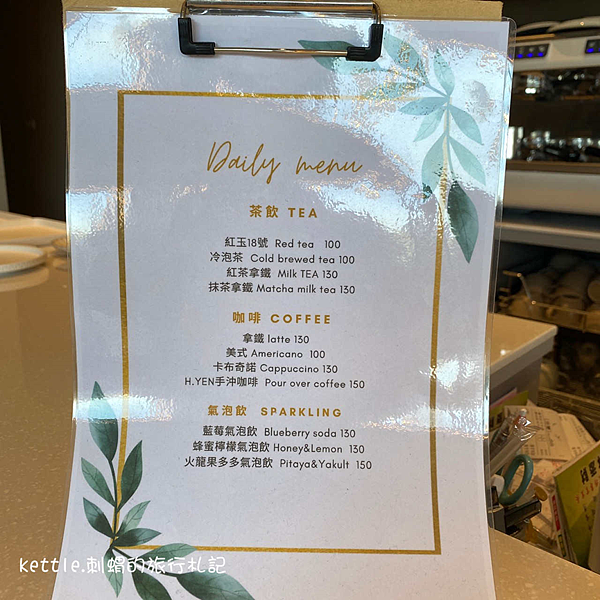 Daily menu
茶飲 TEA
紅玉18號 Red tea 100
冷泡茶 Cold brewed tea 100
紅茶拿鐵 Milk TEA 130
抹茶拿鐵 Matcha milk tea 130
咖啡 COFFEE
拿鐵 latte 130
美式 Americano 100
卡布奇諾 Cappuccino 130
H.YEN手沖咖啡 Pour over coffee 150
氣泡飲 SPARKLING
藍莓氣泡飲 Blueberry soda 130
蜂蜜檸檬氣泡飲 Honey&Lemon 130
火龍果多多氣泡飲 Pitaya&Yakult 150
kettle.刺蝟的旅行札記